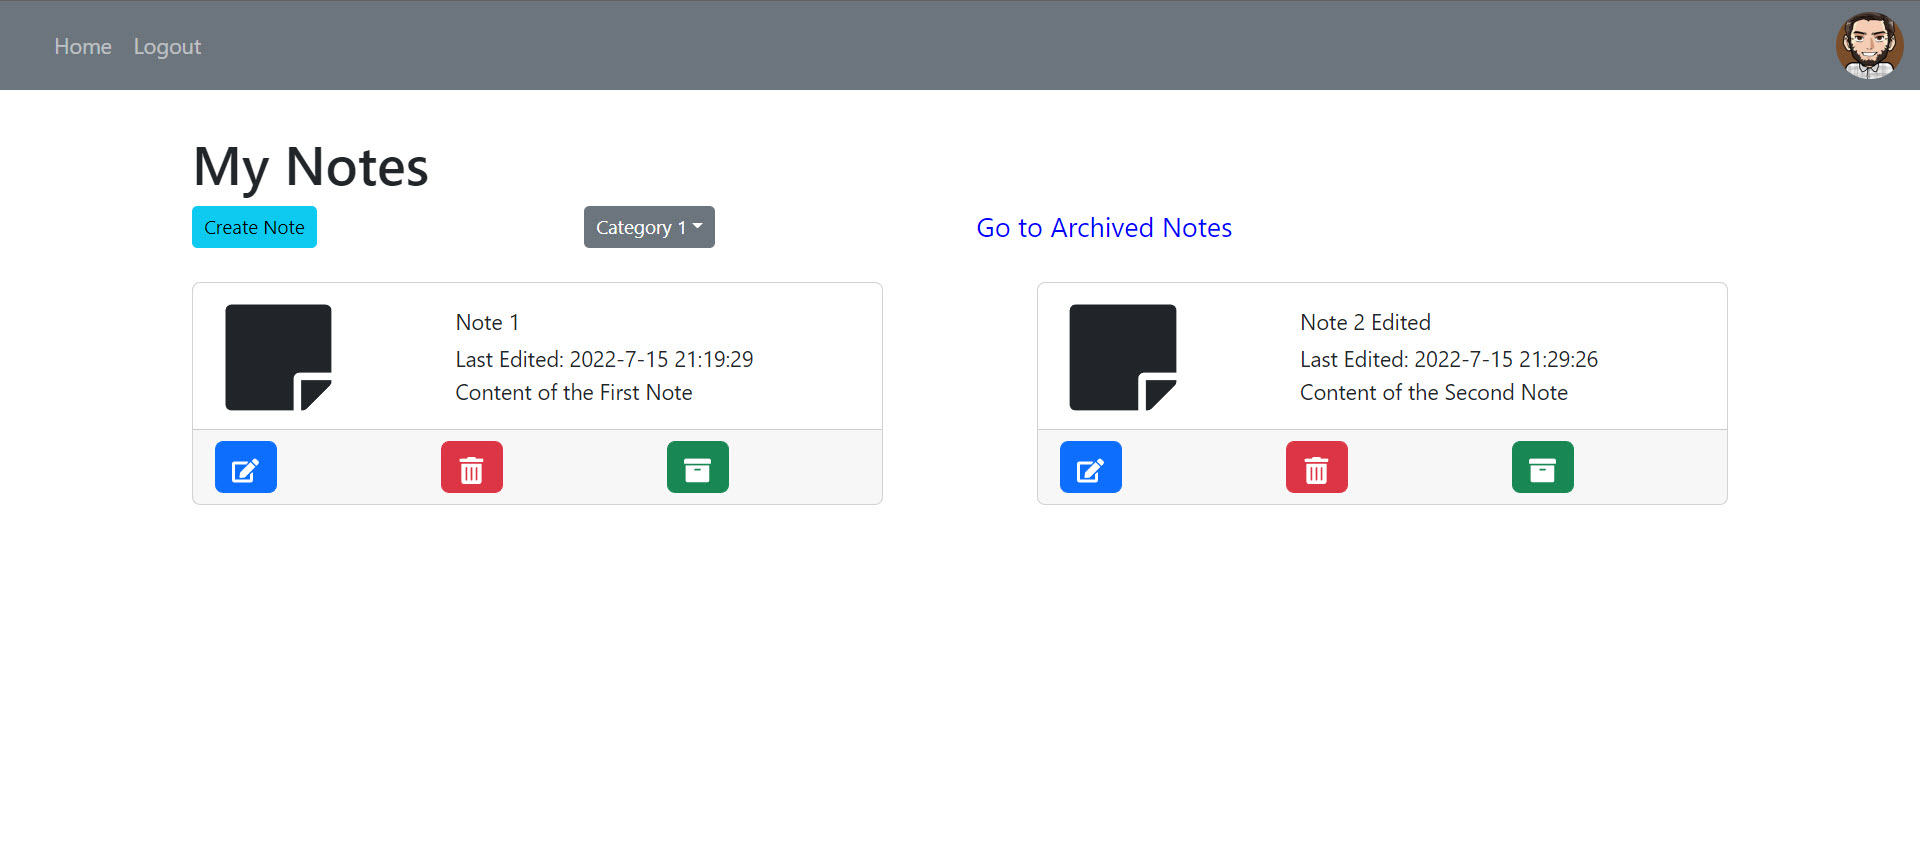 Home Logout
My Notes
Create Note Category 1 Go to Archived Notes
Note 1
Last Edited: 2022-7-15 21:19:29
Content of the First Note
Note 2 Edited
Last Edited: 2022-7-15 21:29:26
Content of the Second Note